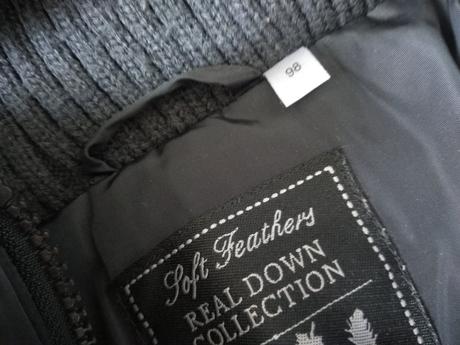 98
Soft Feathers
REAL DOWN
COLLECTION